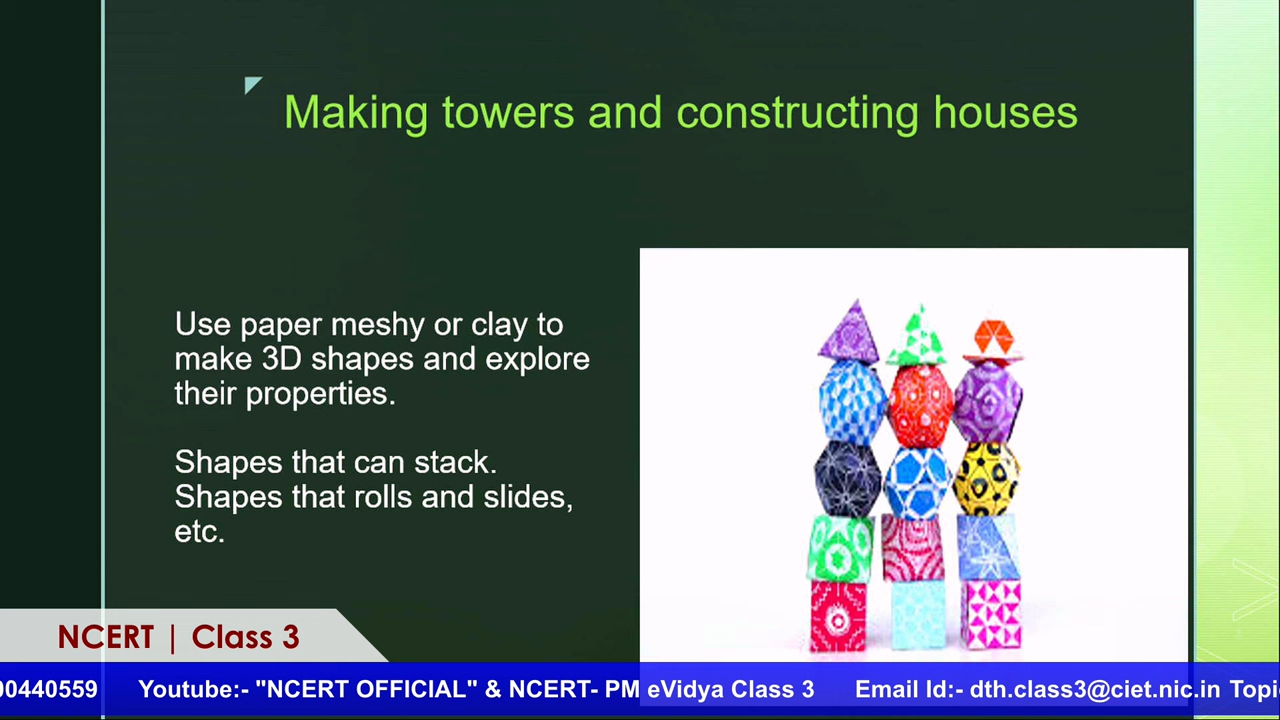 Making towers and constructing houses
Use paper meshy or clay to
make 3D shapes and explore
their properties.
Shapes that can stack.
Shapes that rolls and slides,
etc.
NCERT | Class 3
00440559 Youtube:- "NCERT OFFICIAL" & NCERT- PM eVidya Class 3 Email Id:- dth.class3@ciet.nic.in Topi